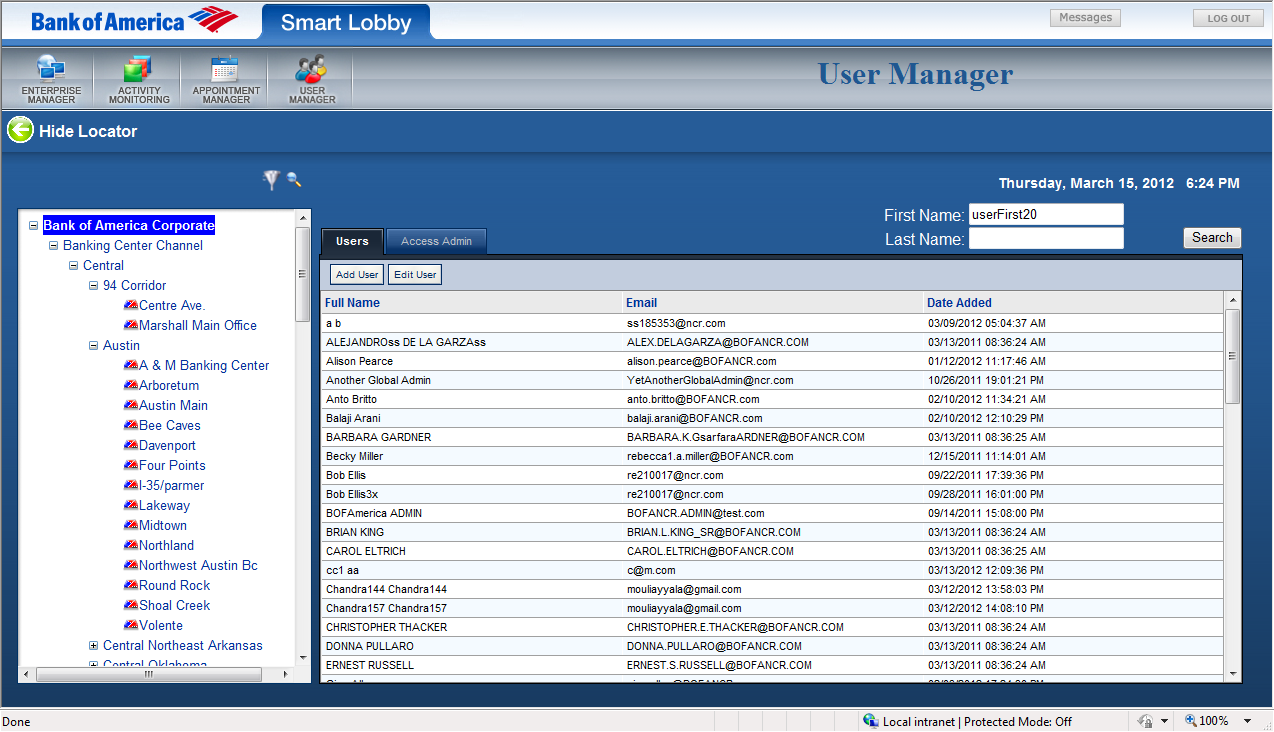 Bank of America
Smart Lobby
Messages
LOG OUT
ENTERPRISE MANAGER
ACTIVITY MONITORING
APPOINTMENT MANAGER
USER MANAGER
User Manager
Hide Locator
Thursday, March 15, 2012 6:24 PM
First Name: userFirst20
Last Name:
Search
Bank of America Corporate
Banking Center Channel
Central
94 Corridor
Centre Ave.
Marshall Main Office
Austin
A & M Banking Center
Arboretum
Austin Main
Bee Caves
Davenport
Four Points
I-35/parmer
Lakeway
Midtown
Northland
Northwest Austin Bc
Round Rock
Shoal Creek
Volente
Central Northeast Arkansas
Central Oklahoma
Users Access Admin
Add User Edit User
Full Name Email Date Added
a b ss185353@ncr.com 03/09/2012 05:04:37 AM
ALEJANDROss DE LA GARZAss ALEX.DELAGARZA@BOFANCR.COM 03/13/2011 08:36:24 AM
Alison Pearce alison.pearce@BOFANCR.com 01/12/2012 11:17:46 AM
Another Global Admin YetAnotherGlobalAdmin@ncr.com 10/26/2011 19:01:21 PM
Anto Britto anto.britto@BOFANCR.com 02/10/2012 11:34:21 AM
Balaji Arani balaji.arani@BOFANCR.com 02/10/2012 12:10:29 PM
BARBARA GARDNER BARBARA.K.GsarfaraARDNER@BOFANCR.COM 03/13/2011 08:36:25 AM
Becky Miller rebecca1.a.miller@BOFANCR.com 12/15/2011 11:14:01 AM
Bob Ellis re210017@ncr.com 09/22/2011 17:39:36 PM
Bob Ellis3x re210017@ncr.com 09/28/2011 16:01:00 PM
BOFAmerica ADMIN BOFANCR.ADMIN@test.com 09/14/2011 15:08:00 PM
BRIAN KING BRIAN.L.KING_SR@BOFANCR.COM 03/13/2011 08:36:24 AM
CAROL ELTRICH CAROL.ELTRICH@BOFANCR.COM 03/13/2011 08:36:25 AM
cc1 aa c@m.com 03/13/2012 12:09:36 PM
Chandra144 Chandra144 mouliayyala@gmail.com 03/12/2012 13:58:03 PM
Chandra157 Chandra157 mouliayyala@gmail.com 03/12/2012 14:08:10 PM
CHRISTOPHER THACKER CHRISTOPHER.E.THACKER@BOFANCR.COM 03/13/2011 08:36:24 AM
DONNA PULLARO DONNA.PULLARO@BOFANCR.COM 03/13/2011 08:36:24 AM
ERNEST RUSSELL ERNEST.S.RUSSELL@BOFANCR.COM 03/13/2011 08:36:24 AM
Done
Local intranet | Protected Mode: Off
100%